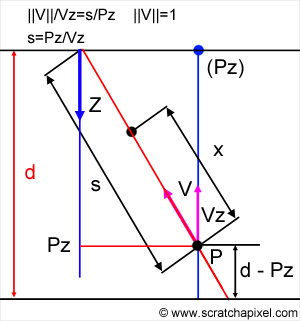 ||V||/Vz=s/Pz ||V||=1
s=Pz/Vz
(Pz)
Z
d
x
s
V
Vz
Pz
P
d - Pz
© www.scratchapixel.com